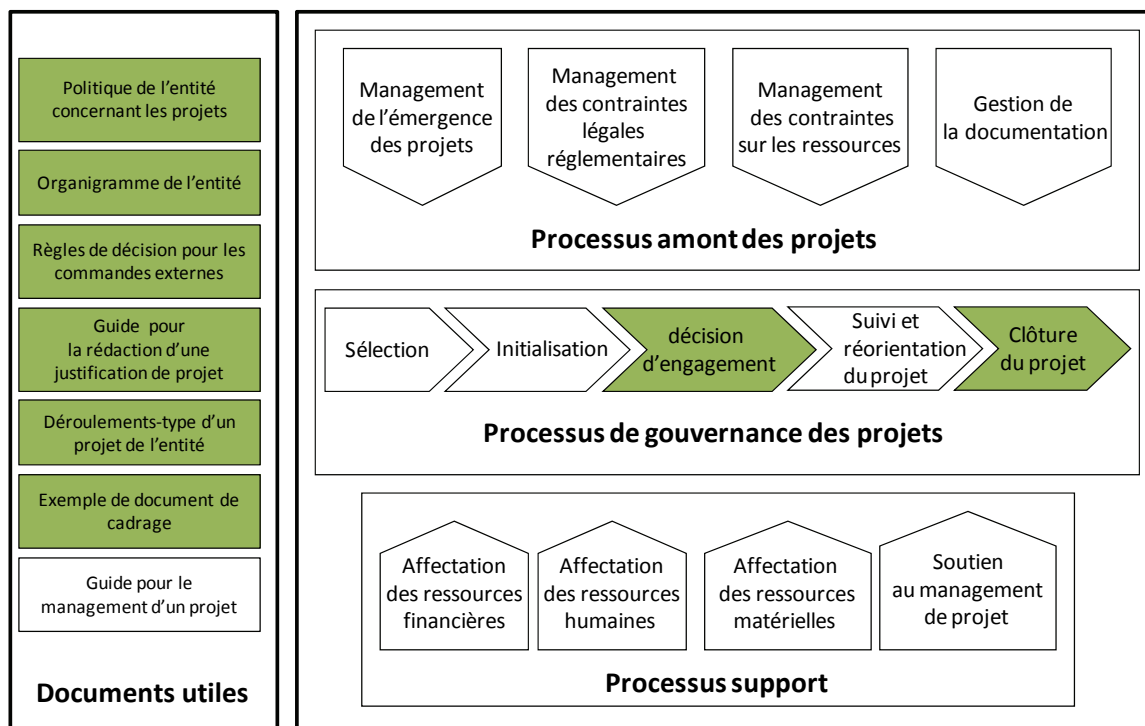 Politique de l'entité
concernant les projets
Organigramme de l'entité
Règles de décision pour les
commandes externes
Guide pour
la rédaction d'une
justification de projet
Déroulements-type d'un
projet de l'entité
Exemple de document de
cadrage
Guide pour le
management d'un projet
Documents utiles
Management
de l'émergence
des projets
Management
des contraintes
légales
réglementaires
Management
des contraintes
sur les ressources
Gestion de
la documentation
Processus amont des projets
Sélection
Initialisation
décision
d'engagement
Suivi et
réorientation
du projet
Clôture
du projet
Processus de gouvernance des projets
Affectation
des ressources
financières
Affectation
des ressources
humaines
Affectation
des ressources
matérielles
Soutien
au management
de projet
Processus support